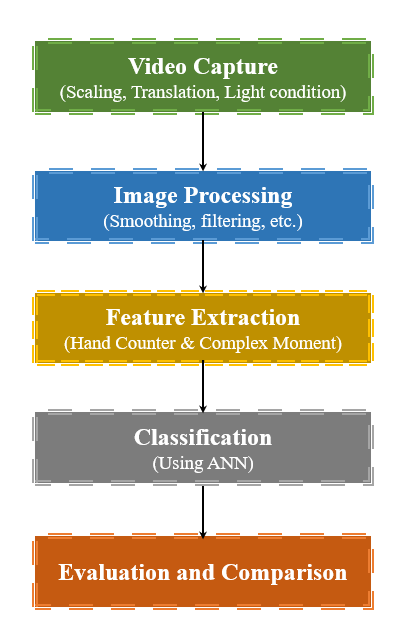 Video Capture
(Scaling, Translation, Light condition)
Image Processing
(Smoothing, filtering, etc.)
Feature Extraction
(Hand Counter & Complex Moment)
Classification
(Using ANN)
Evaluation and Comparison